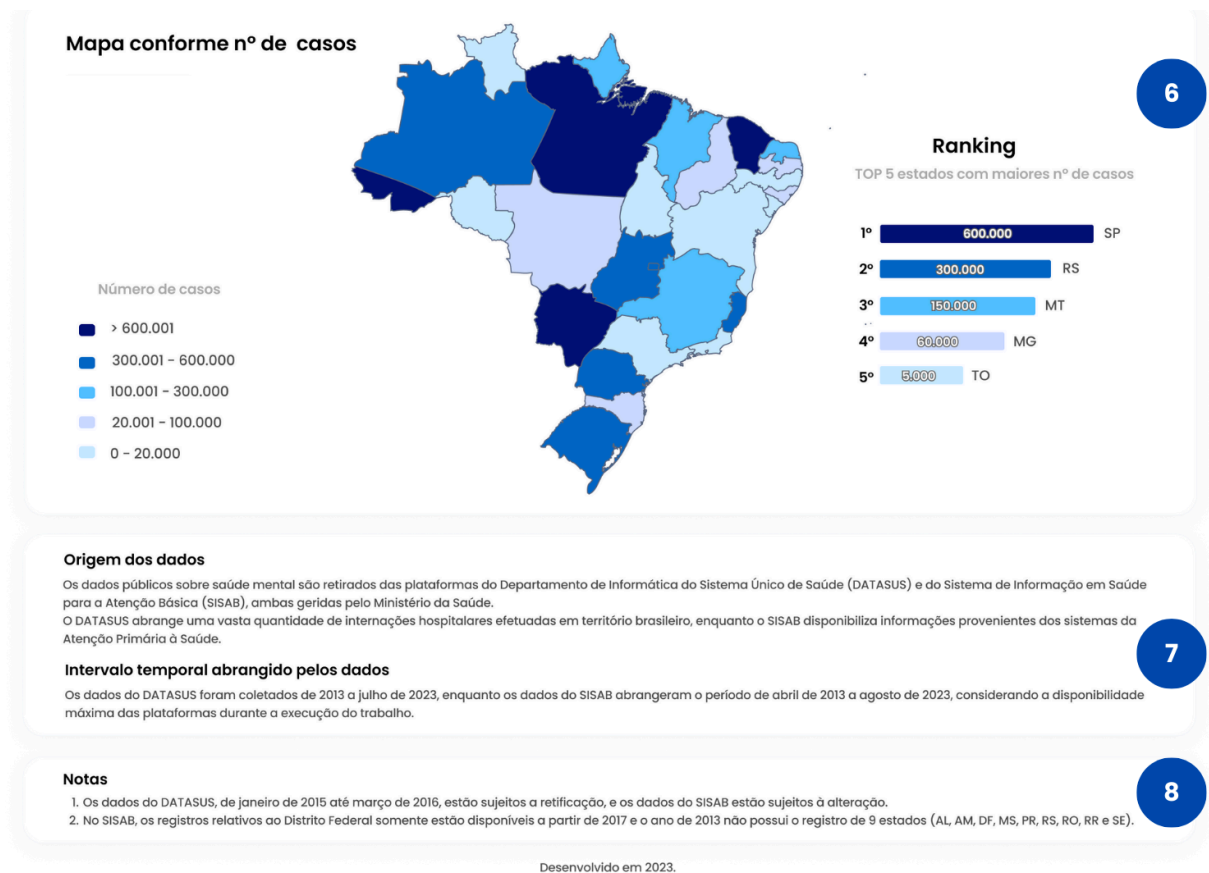 Mapa conforme nº de casos
6
Ranking
TOP 5 estados com maiores nº de casos
1º 600.000 SP
2º 300.000 RS
3º 150.000 MT
4º 60.000 MG
5º 5.000 TO
Número de casos
> 600.001
300.001 - 600.000
100.001 - 300.000
20.001 - 100.000
0 - 20.000
Origem dos dados
Os dados públicos sobre saúde mental são retirados das plataformas do Departamento de Informática do Sistema Único de Saúde (DATASUS) e do Sistema de Informação em Saúde
para a Atenção Básica (SISAB), ambas geridas pelo Ministério da Saúde.
O DATASUS abrange uma vasta quantidade de internações hospitalares efetuadas em território brasileiro, enquanto o SISAB disponibiliza informações provenientes dos sistemas da
Atenção Primária à Saúde.
7
Intervalo temporal abrangido pelos dados
Os dados do DATASUS foram coletados de 2013 a julho de 2023, enquanto os dados do SISAB abrangeram o período de abril de 2013 a agosto de 2023, considerando a disponibilidade
máxima das plataformas durante a execução do trabalho.
Notas
8
1. Os dados do DATASUS, de janeiro de 2015 até março de 2016, estão sujeitos a retificação, e os dados do SISAB estão sujeitos à alteração.
2. No SISAB, os registros relativos ao Distrito Federal somente estão disponíveis a partir de 2017 e o ano de 2013 não possui o registro de 9 estados (AL, AM, DF, MS, PR, RS, RO, RR e SE).
Desenvolvido em 2023.